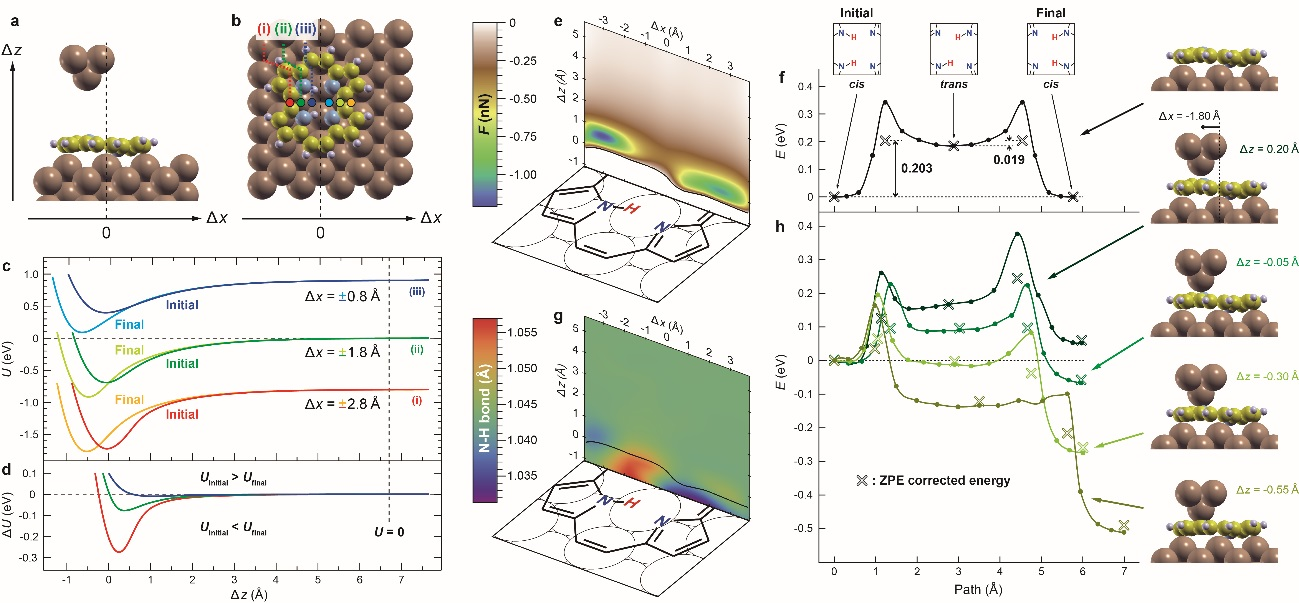 a
Δz
Δx
0
b
(i)
(ii)
(iii)
Δx
0
c
U (eV)
1.0
0.5
0
-0.5
-1.0
-1.5
Initial
Final
Δx = ±0.8 Å
(iii)
Final
Initial
Δx = ±1.8 Å
(ii)
Final
Initial
Δx = ±2.8 Å
(i)
d
ΔU (eV)
0.1
0
-0.1
-0.2
-0.3
Uinitial > Ufinal
Uinitial < Ufinal
U = 0
-1 0 1 2 3 4 5 6 7
Δz (Å)
F (nN)
0
-0.25
-0.50
-0.75
-1.00
e
Δx (Å)
-3 -2 -1 0 1 2 3
Δz (Å)
5
4
3
2
1
0
-1
N H
N
N-H bond (Å)
1.055
1.050
1.045
1.040
1.035
g
Δx (Å)
-3 -2 -1 0 1 2 3
Δz (Å)
5
4
3
2
1
0
-1
N H
N
Initial
Final
N H N
N H N
cis
N H N
N H N
trans
N H N
N H N
cis
f
E (eV)
0.4
0.3
0.2
0.1
0.0
0.203
0.019
h
E (eV)
0.4
0.3
0.2
0.1
0
-0.1
-0.2
-0.3
-0.4
-0.5
: ZPE corrected energy
0 1 2 3 4 5 6 7
Path (Å)
Δx = -1.80 Å
Δz = 0.20 Å
Δz = -0.05 Å
Δz = -0.30 Å
Δz = -0.55 Å